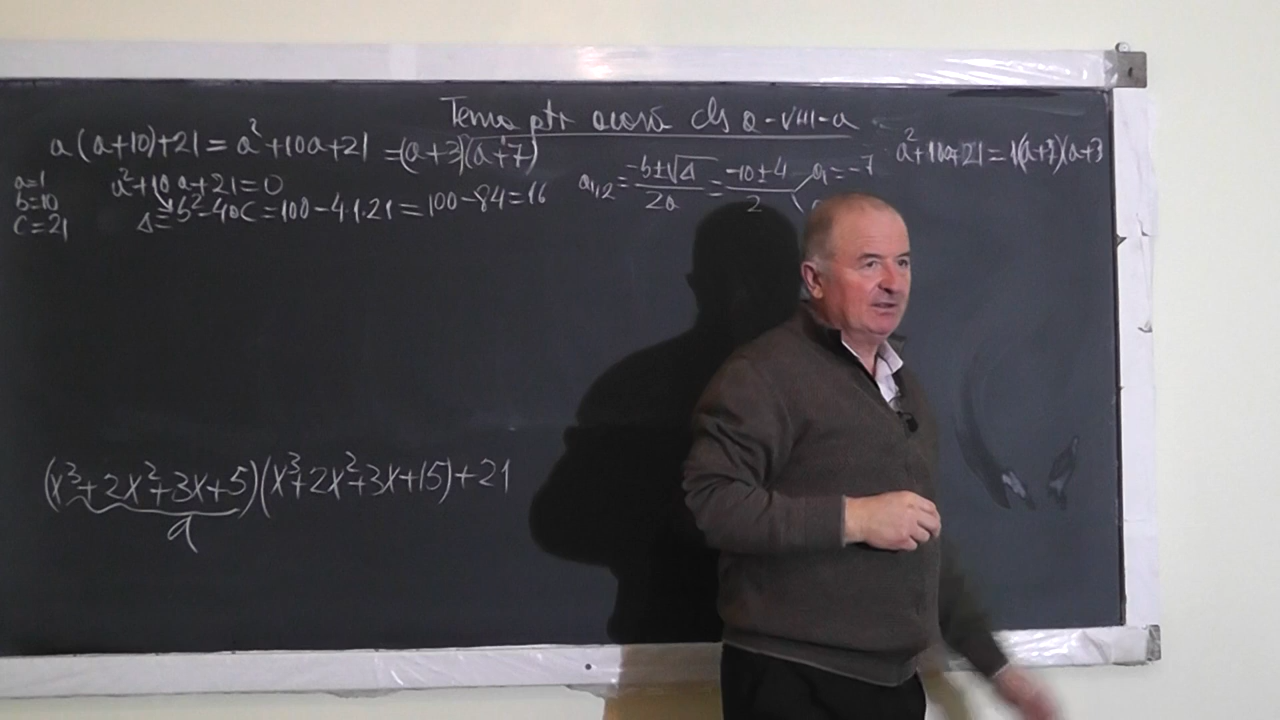 Tema ptr acasă cls a-VIII-a
a(a+10)+21 = a²+10a+21 =(a+3)(a+7)
a=1
b=10
c=21
a²+10a+21=0
Δ=b²-4ac=100-4·1·21=100-84=16
a₁,₂=(-b±√Δ)/2a=(-10±4)/2 a₁=-7
a²+10a+21=1(a+7)(a+3
(x³+2x²+3x+5)(x³+2x²+3x+15)+21
a